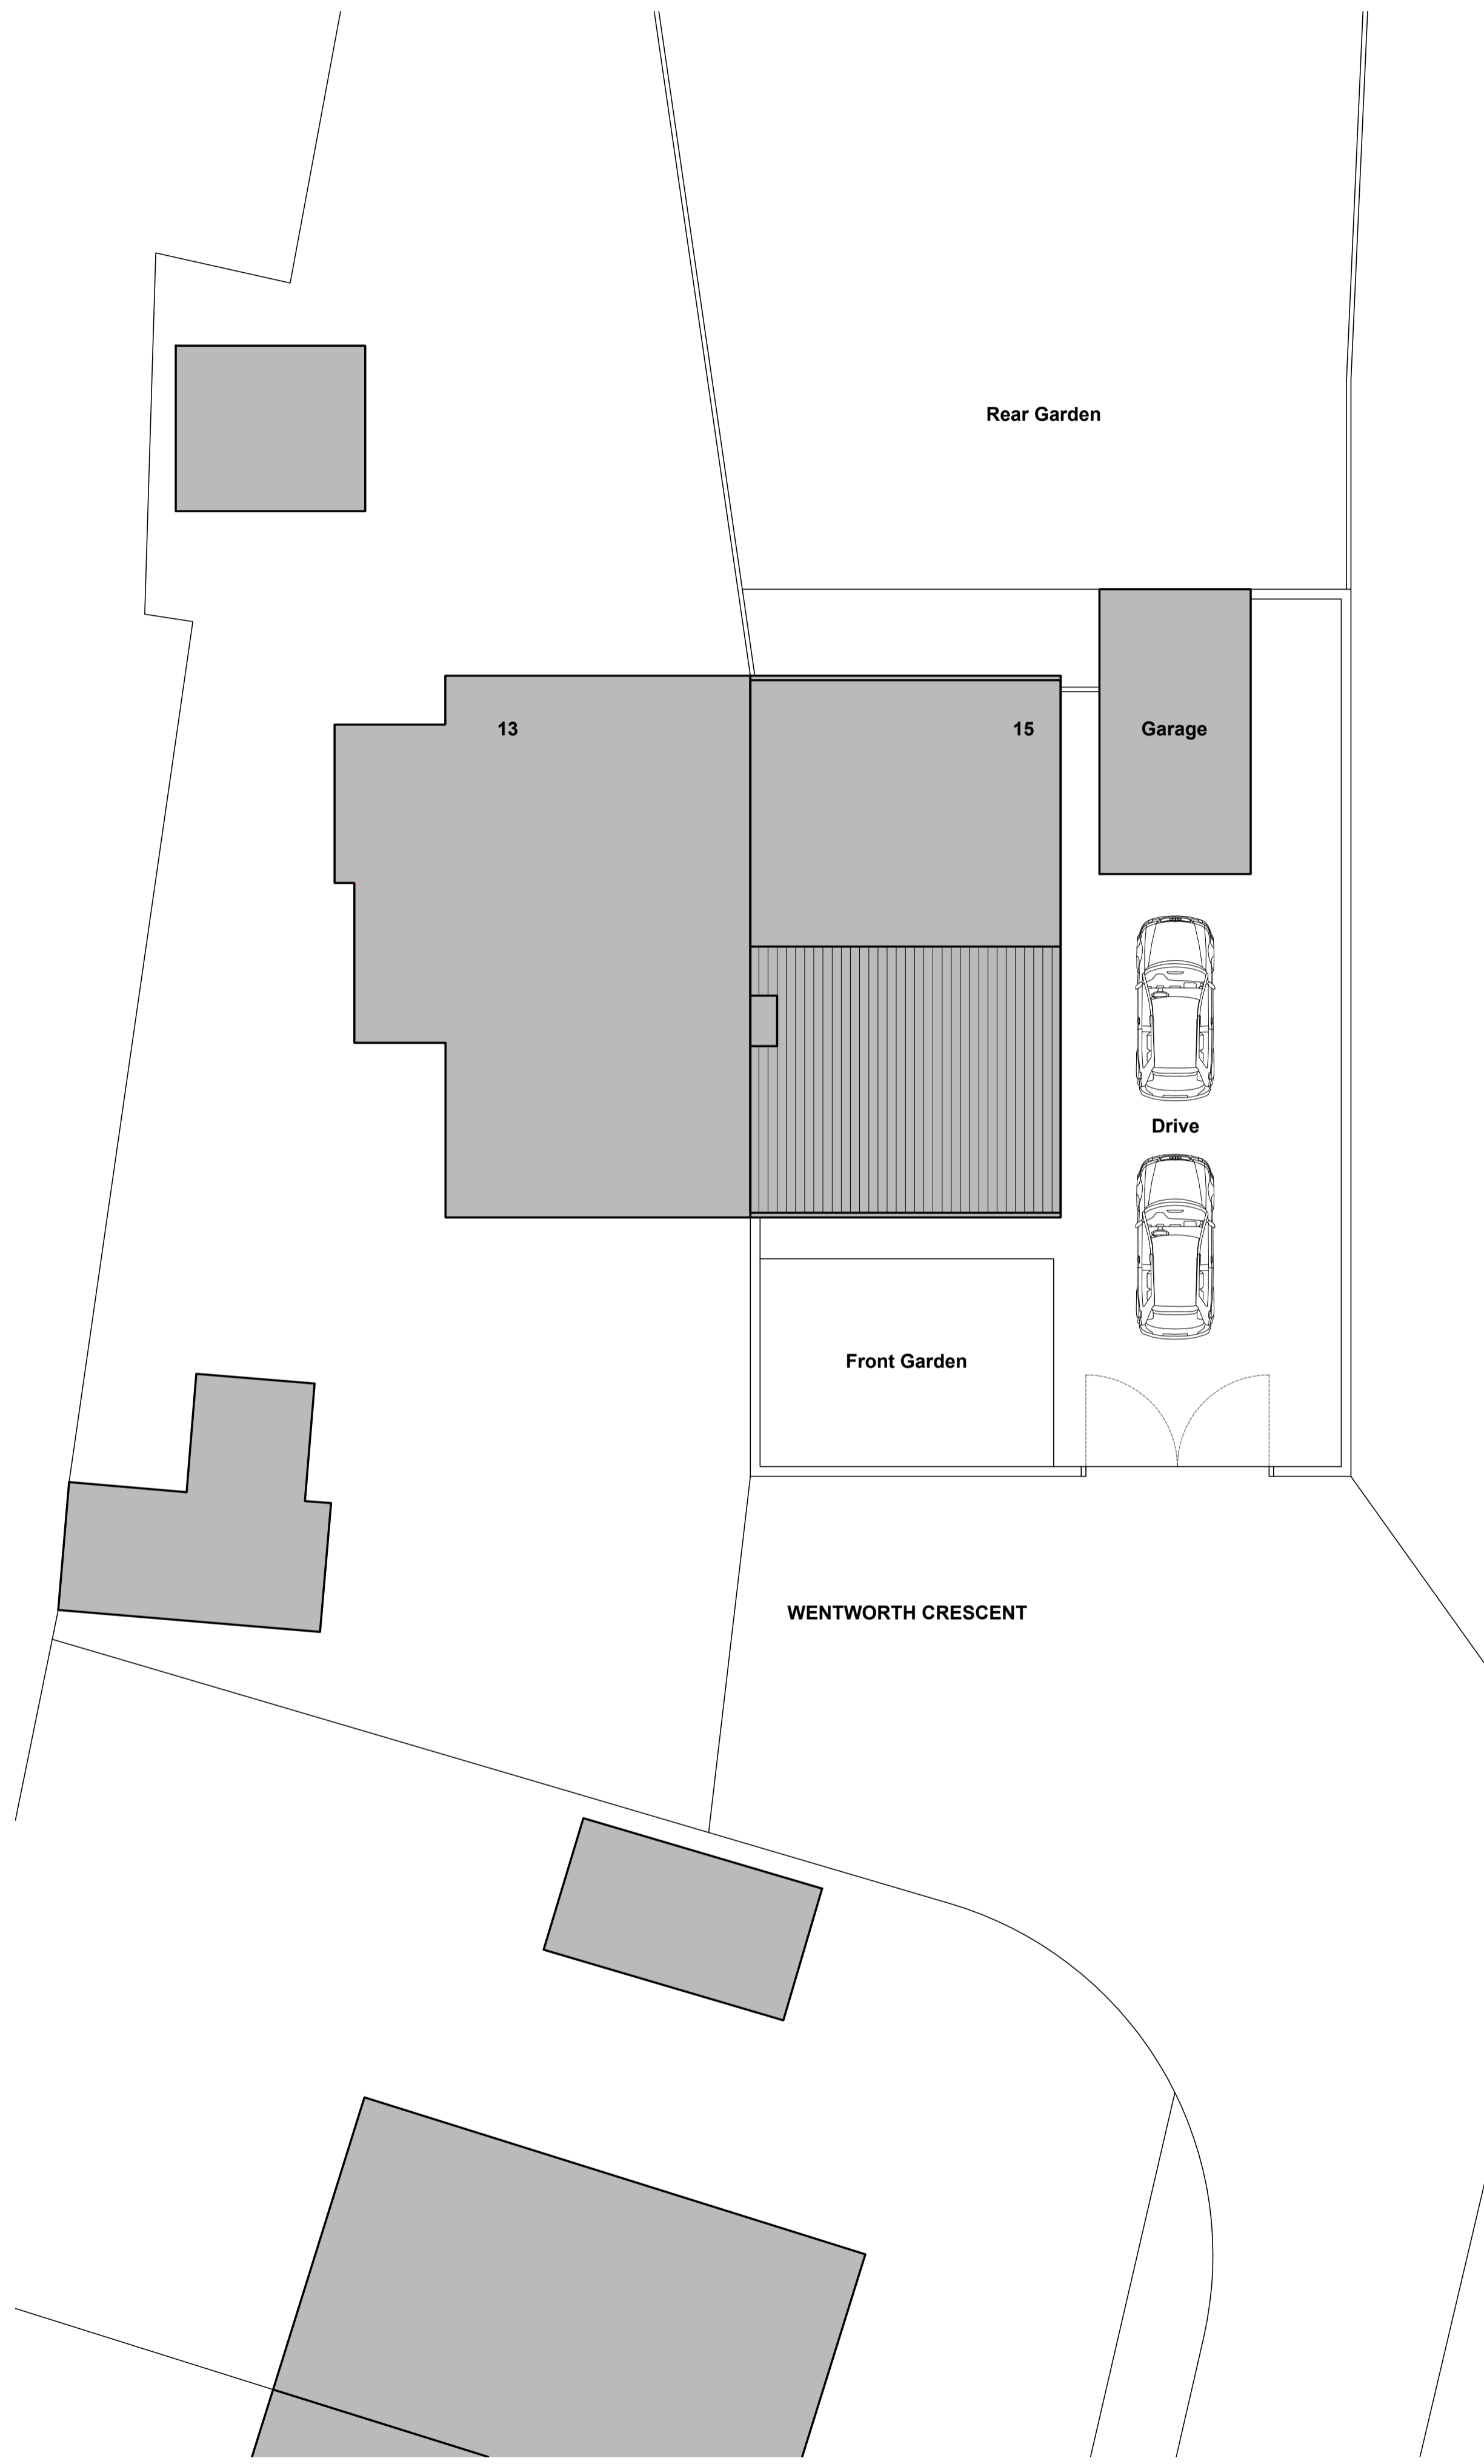 Rear Garden
13
15
Garage
Drive
Front Garden
WENTWORTH CRESCENT